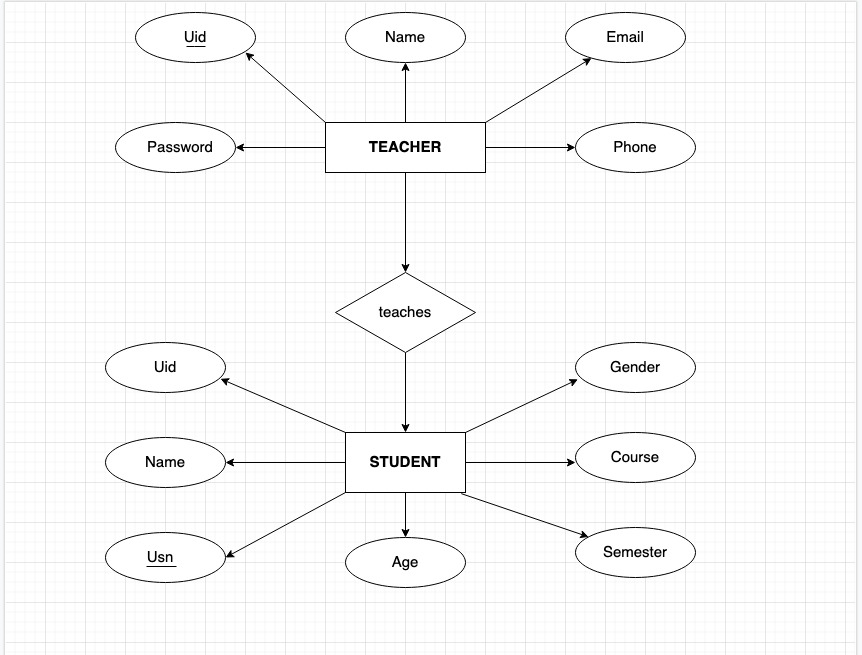 Uid
Name
Email
Password
TEACHER
Phone
teaches
Uid
Gender
Name
STUDENT
Course
Usn
Age
Semester